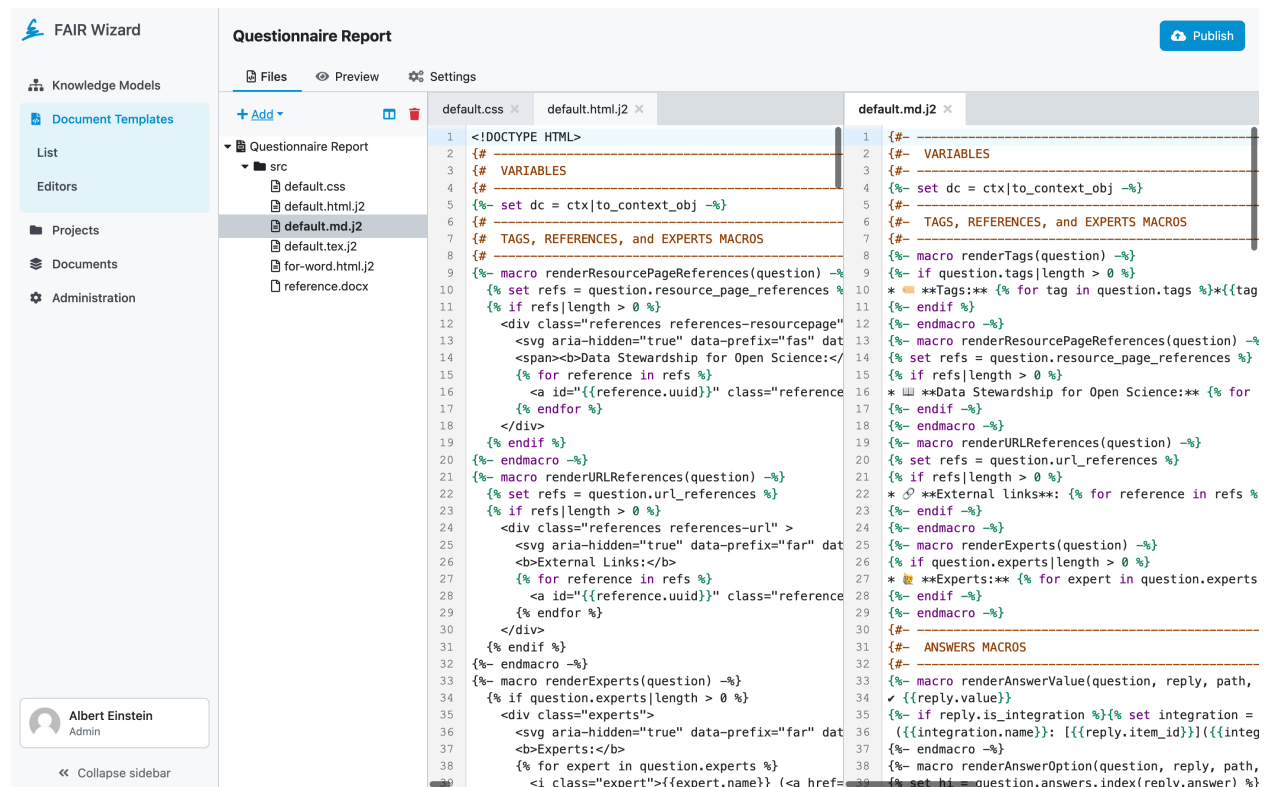 FAIR Wizard
Knowledge Models
Document Templates
List
Editors
Projects
Documents
Administration
Albert Einstein
Admin
Collapse sidebar
Questionnaire Report
Publish
Files
Preview
Settings
Add
Questionnaire Report
src
default.css
default.html.j2
default.md.j2
default.tex.j2
for-word.html.j2
reference.docx
default.css
default.html.j2
1 <!DOCTYPE HTML>
2 {# ------------------------------------------------
3 {#  VARIABLES
4 {# ------------------------------------------------
5 {%- set dc = ctx|to_context_obj -%}
6 {# ------------------------------------------------
7 {#  TAGS, REFERENCES, and EXPERTS MACROS
8 {# ------------------------------------------------
9 {%- macro renderResourcePageReferences(question) -%
10   {% set refs = question.resource_page_references %
11   {% if refs|length > 0 %}
12     <div class="references references-resourcepage"
13       <svg aria-hidden="true" data-prefix="fas" dat
14       <span><b>Data Stewardship for Open Science:</
15       {% for reference in refs %}
16         <a id="{{reference.uuid}}" class="reference
17       {% endfor %}
18     </div>
19   {% endif %}
20 {%- endmacro -%}
21 {%- macro renderURLReferences(question) -%}
22   {% set refs = question.url_references %}
23   {% if refs|length > 0 %}
24     <div class="references references-url" >
25       <svg aria-hidden="true" data-prefix="far" dat
26       <b>External Links:</b>
27       {% for reference in refs %}
28         <a id="{{reference.uuid}}" class="reference
29       {% endfor %}
30     </div>
31   {% endif %}
32 {%- endmacro -%}
33 {%- macro renderExperts(question) -%}
34   {% if question.experts|length > 0 %}
35     <div class="experts">
36       <svg aria-hidden="true" data-prefix="far" dat
37       <b>Experts:</b>
38       {% for expert in question.experts %}
39         <i class="expert">{{expert.name}} (<a href=
default.md.j2
1 {#- ------------------------------------------------
2 {#-  VARIABLES
3 {#- ------------------------------------------------
4 {%- set dc = ctx|to_context_obj -%}
5 {#- ------------------------------------------------
6 {#-  TAGS, REFERENCES, and EXPERTS MACROS
7 {#- ------------------------------------------------
8 {%- macro renderTags(question) -%}
9 {%- if question.tags|length > 0 %}
10 * 🏷️ **Tags:** {% for tag in question.tags %}*{{tag
11 {%- endif %}
12 {%- endmacro -%}
13 {%- macro renderResourcePageReferences(question) -%
14 {% set refs = question.resource_page_references %}
15 {% if refs|length > 0 %}
16 * 📖 **Data Stewardship for Open Science:** {% for
17 {%- endif -%}
18 {%- endmacro -%}
19 {%- macro renderURLReferences(question) -%}
20 {% set refs = question.url_references %}
21 {% if refs|length > 0 %}
22 * 🔗 **External links**: {% for reference in refs %
23 {%- endif -%}
24 {%- endmacro -%}
25 {%- macro renderExperts(question) -%}
26 {% if question.experts|length > 0 %}
27 * 🙋 **Experts:** {% for expert in question.experts
28 {%- endif -%}
29 {%- endmacro -%}
30 {#- ------------------------------------------------
31 {#-  ANSWERS MACROS
32 {#- ------------------------------------------------
33 {%- macro renderAnswerValue(question, reply, path,
34 ✔ {{reply.value}}
35 {%- if reply.is_integration %}{% set integration =
36  ({{integration.name}}: [{{reply.item_id}}]({{integ
37 {%- endmacro -%}
38 {%- macro renderAnswerOption(question, reply, path,
39 {% set hi = question.answers.index(reply.answer) %}